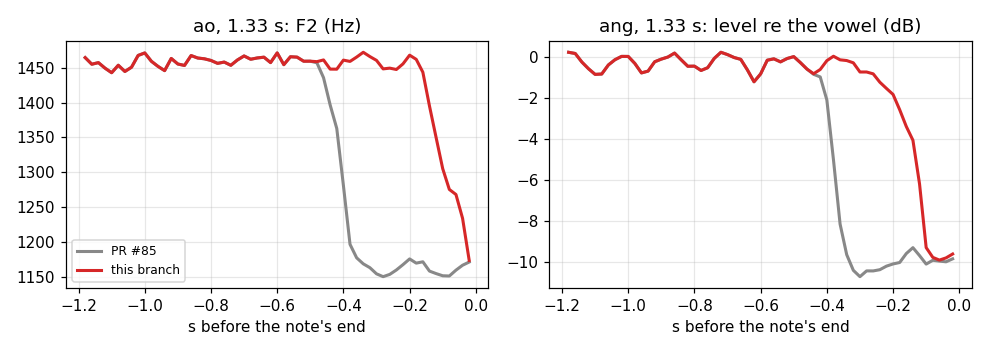 ao, 1.33 s: F2 (Hz)
1450
1400
1350
1300
1250
1200
1150
PR #85
this branch
−1.2 −1.0 −0.8 −0.6 −0.4 −0.2 0.0
s before the note's end
ang, 1.33 s: level re the vowel (dB)
0
−2
−4
−6
−8
−10
−1.2 −1.0 −0.8 −0.6 −0.4 −0.2 0.0
s before the note's end